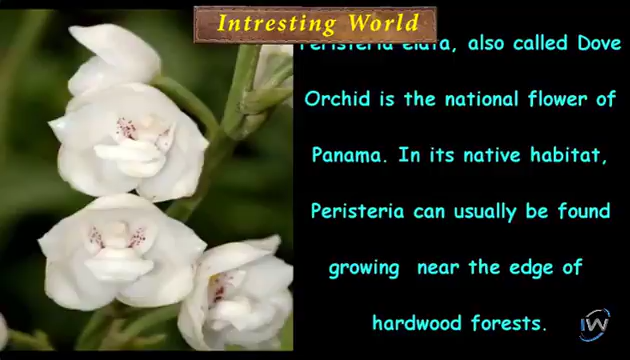 Intresting World
Peristeria elata, also called Dove
Orchid is the national flower of
Panama. In its native habitat,
Peristeria can usually be found
growing near the edge of
hardwood forests.
IW